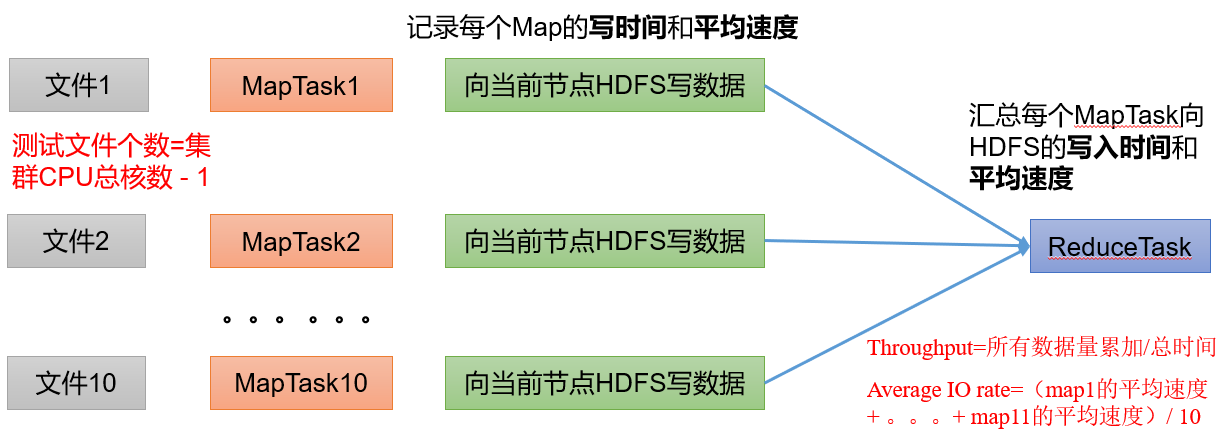 记录每个Map的写时间和平均速度
文件1
MapTask1
向当前节点HDFS写数据
测试文件个数=集
群CPU总核数 - 1
汇总每个MapTask向
HDFS的写入时间和
平均速度
文件2
MapTask2
向当前节点HDFS写数据
ReduceTask
。。。 。。。
文件10
MapTask10
向当前节点HDFS写数据
Throughput=所有数据量累加/总时间
Average IO rate=（map1的平均速度
+ 。。。+ map11的平均速度）/ 10